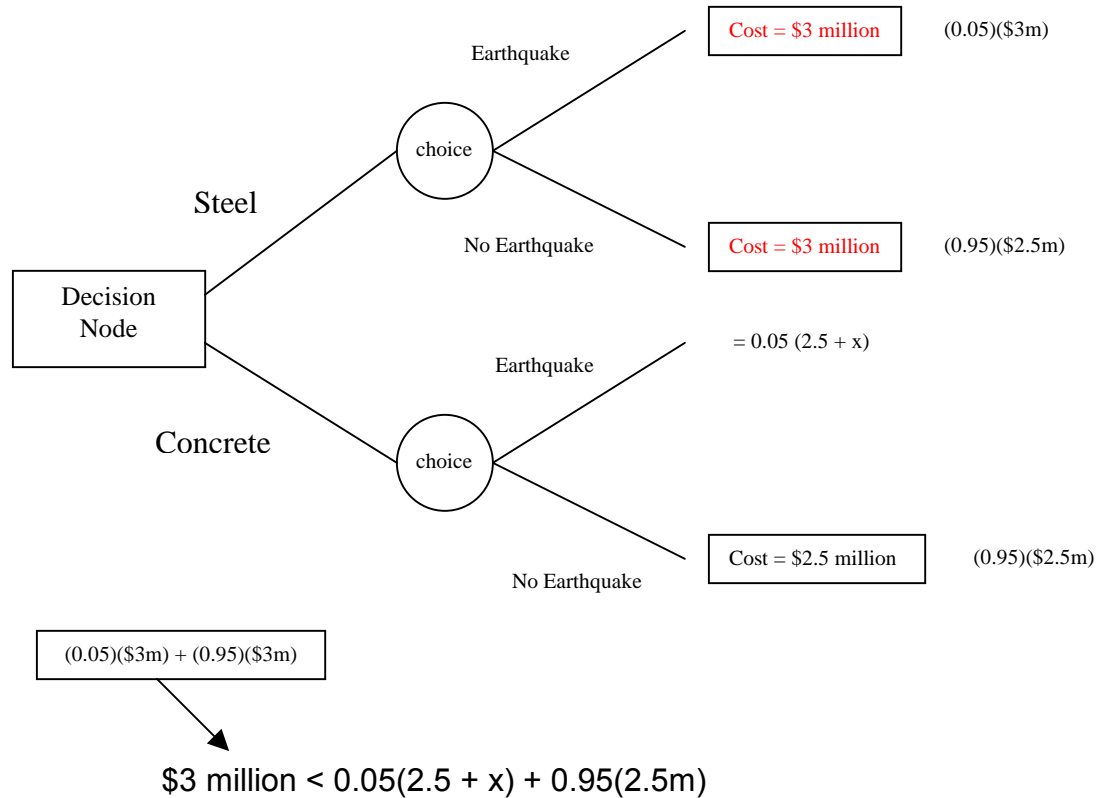 Cost = $3 million (0.05)($3m)
Earthquake
choice
Steel
No Earthquake
Cost = $3 million (0.95)($2.5m)
Decision
Node
= 0.05 (2.5 + x)
Earthquake
Concrete
choice
Cost = $2.5 million (0.95)($2.5m)
No Earthquake
(0.05)($3m) + (0.95)($3m)
$3 million < 0.05(2.5 + x) + 0.95(2.5m)